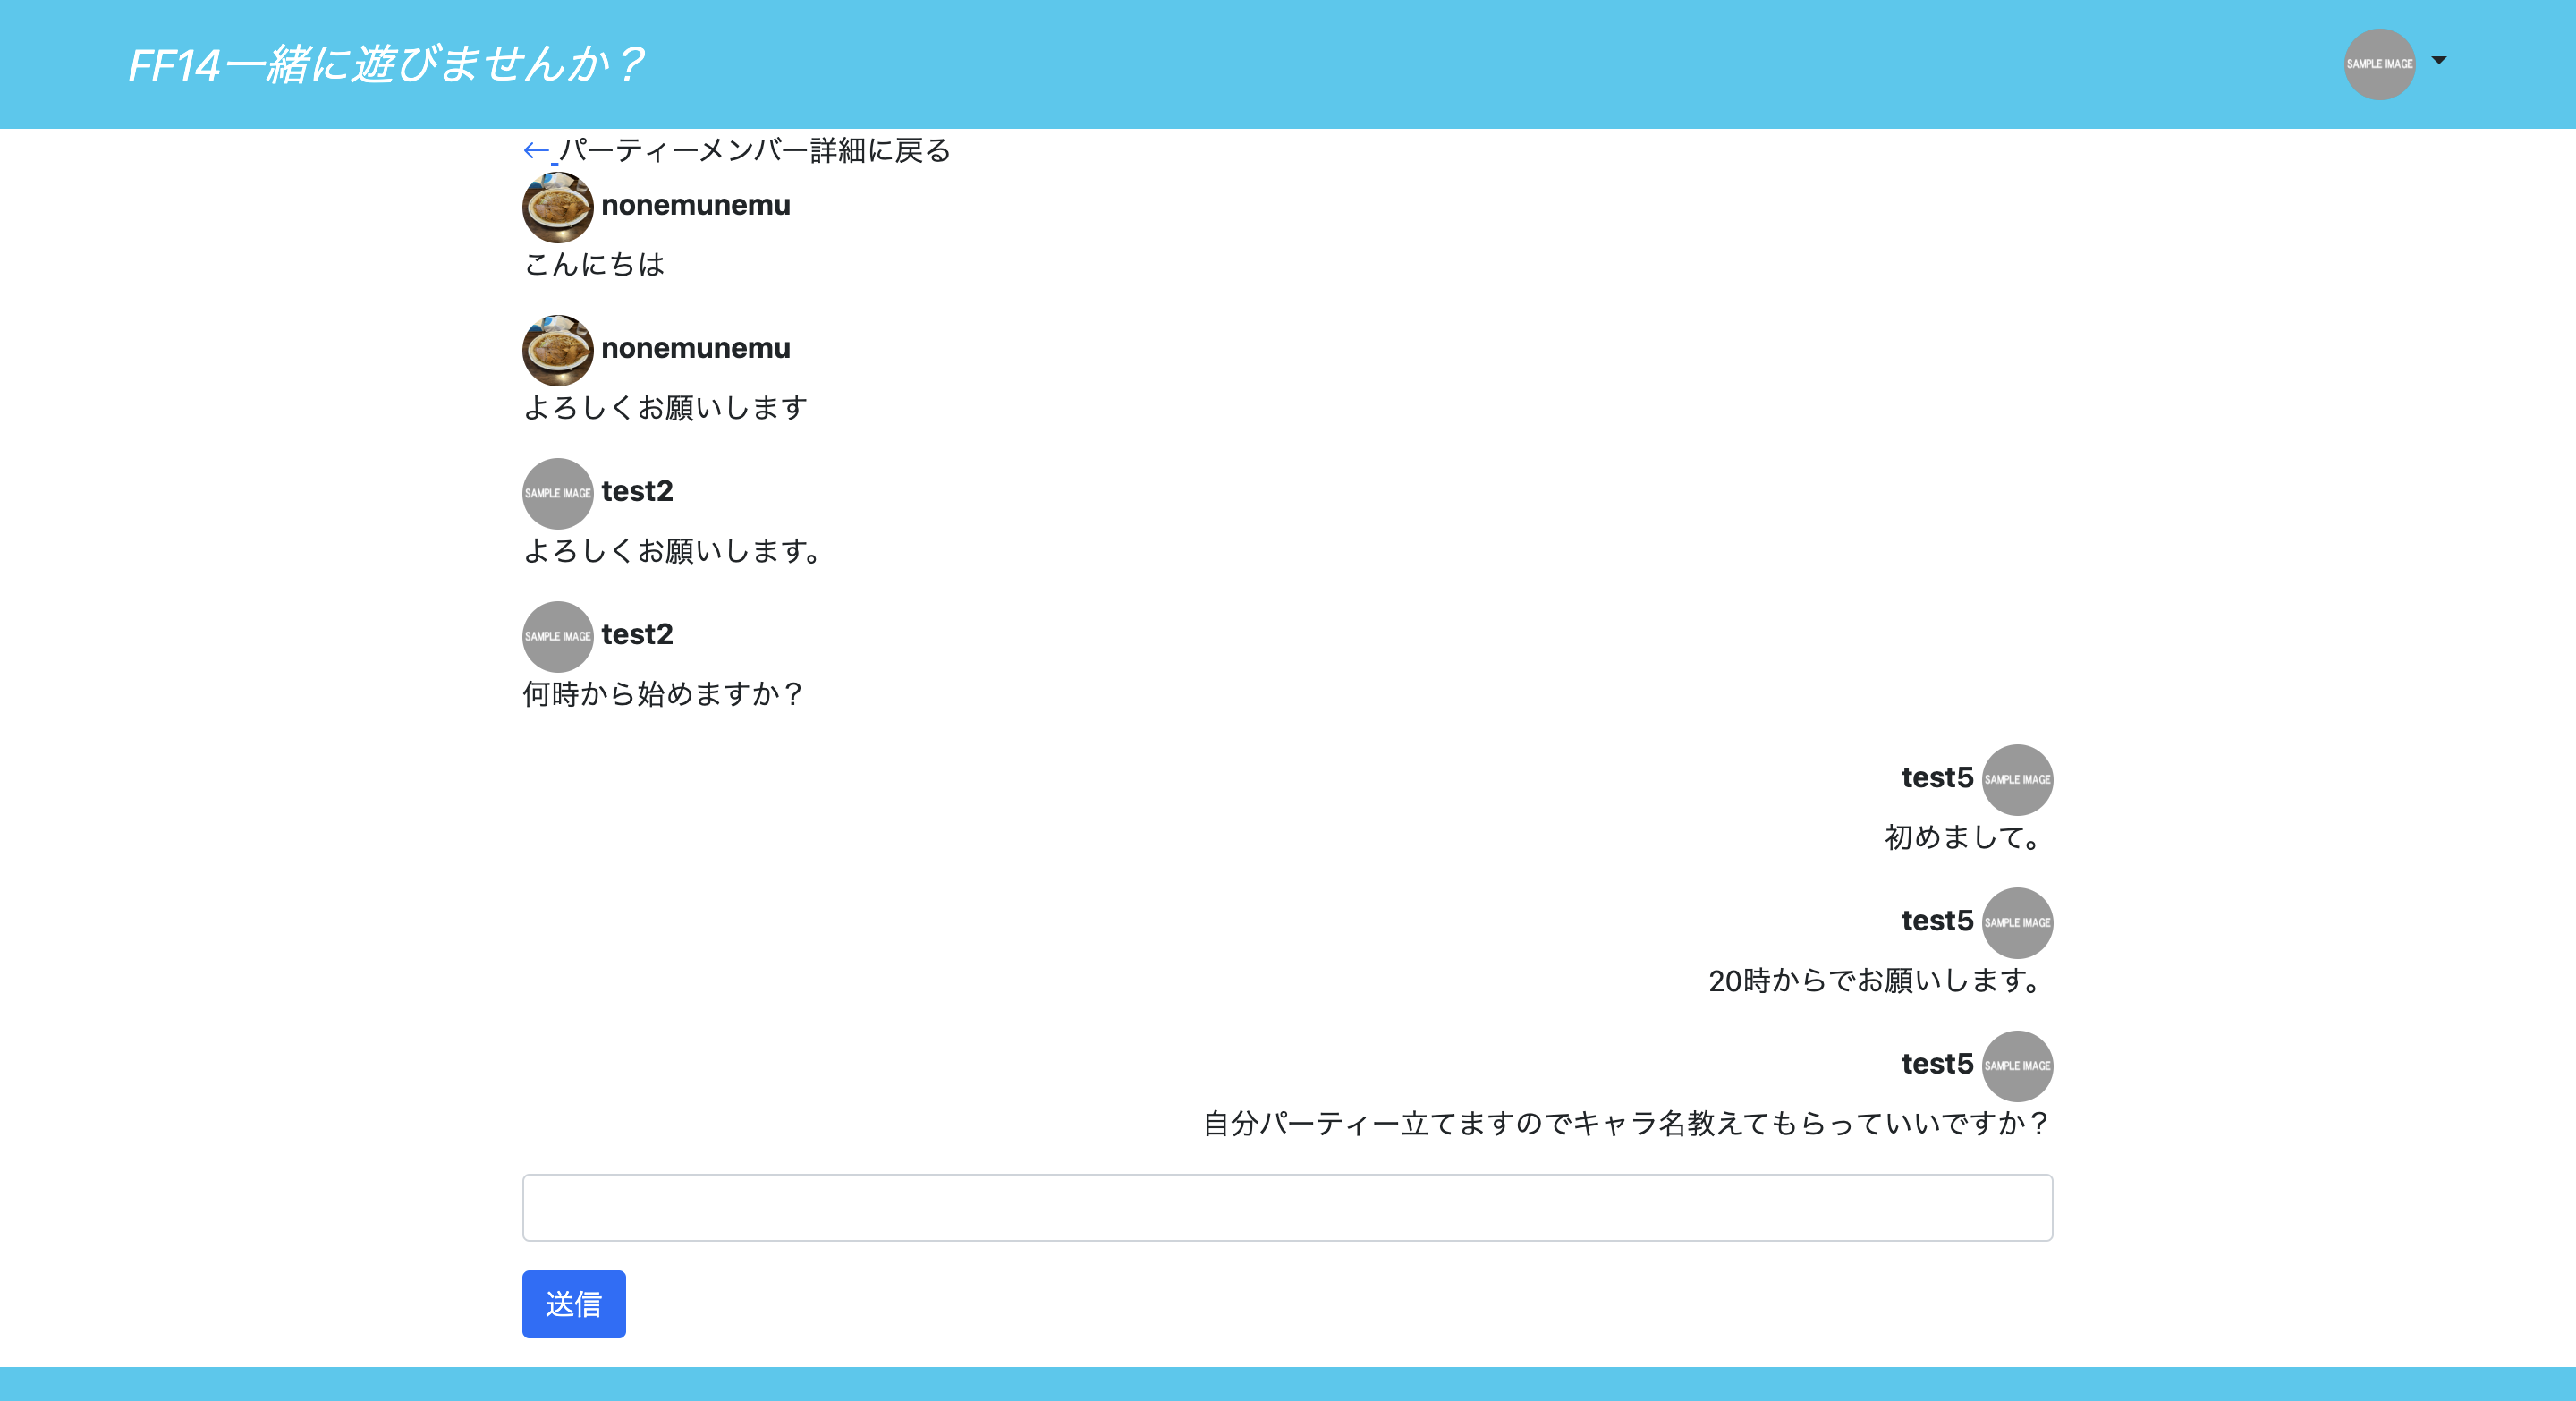 FF14一緒に遊びませんか？
SAMPLE IMAGE
← パーティーメンバー詳細に戻る
nonemunemu
こんにちは
nonemunemu
よろしくお願いします
SAMPLE IMAGE test2
よろしくお願いします。
SAMPLE IMAGE test2
何時から始めますか？
test5 SAMPLE IMAGE
初めまして。
test5 SAMPLE IMAGE
20時からでお願いします。
test5 SAMPLE IMAGE
自分パーティー立てますのでキャラ名教えてもらっていいですか？
送信